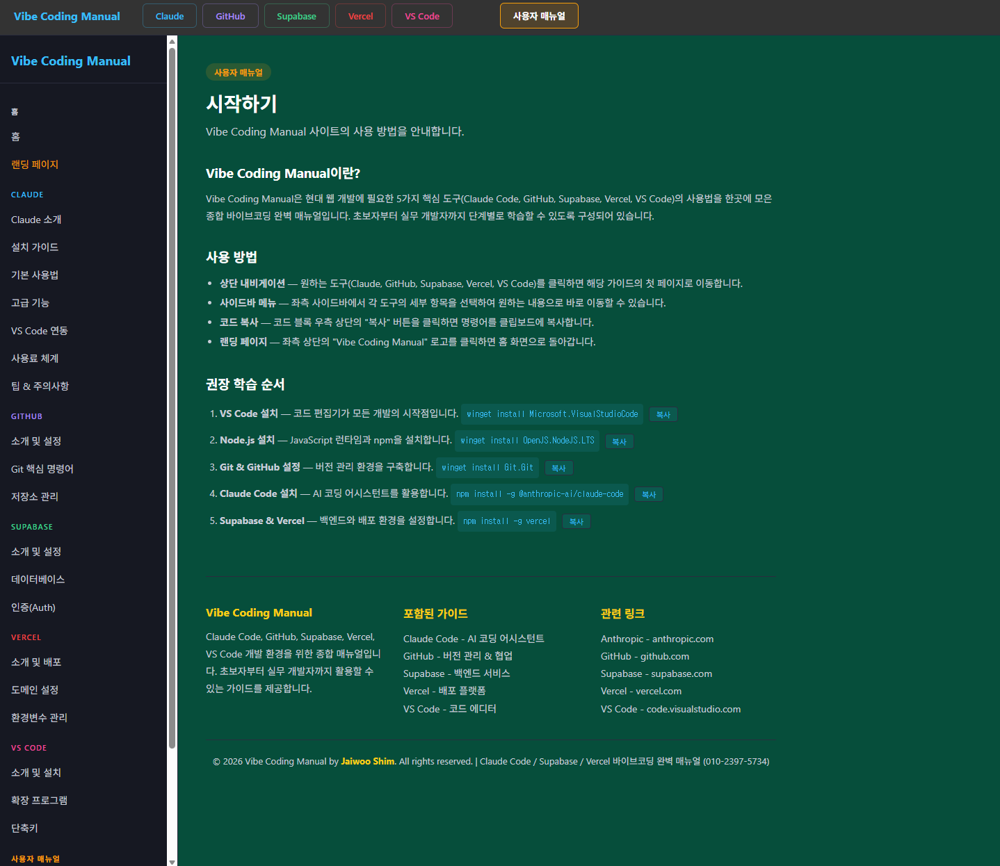 Vibe Coding Manual
Claude
GitHub
Supabase
Vercel
VS Code
사용자 매뉴얼
Vibe Coding Manual
홈
홈
랜딩 페이지
CLAUDE
Claude 소개
설치 가이드
기본 사용법
고급 기능
VS Code 연동
사용료 체계
팁 & 주의사항
GITHUB
소개 및 설정
Git 핵심 명령어
저장소 관리
SUPABASE
소개 및 설정
데이터베이스
인증(Auth)
VERCEL
소개 및 배포
도메인 설정
환경변수 관리
VS CODE
소개 및 설치
확장 프로그램
단축키
사용자 매뉴얼
사용자 매뉴얼
시작하기
Vibe Coding Manual 사이트의 사용 방법을 안내합니다.
Vibe Coding Manual이란?
Vibe Coding Manual은 현대 웹 개발에 필요한 5가지 핵심 도구(Claude Code, GitHub, Supabase, Vercel, VS Code)의 사용법을 한곳에 모은
종합 바이브코딩 완벽 매뉴얼입니다. 초보자부터 실무 개발자까지 단계별로 학습할 수 있도록 구성되어 있습니다.
사용 방법
• 상단 내비게이션 — 원하는 도구(Claude, GitHub, Supabase, Vercel, VS Code)를 클릭하면 해당 가이드의 첫 페이지로 이동합니다.
• 사이드바 메뉴 — 좌측 사이드바에서 각 도구의 세부 항목을 선택하여 원하는 내용으로 바로 이동할 수 있습니다.
• 코드 복사 — 코드 블록 우측 상단의 "복사" 버튼을 클릭하면 명령어를 클립보드에 복사합니다.
• 랜딩 페이지 — 좌측 상단의 "Vibe Coding Manual" 로고를 클릭하면 홈 화면으로 돌아갑니다.
권장 학습 순서
1. VS Code 설치 — 코드 편집기가 모든 개발의 시작점입니다. winget install Microsoft.VisualStudioCode 복사
2. Node.js 설치 — JavaScript 런타임과 npm을 설치합니다. winget install OpenJS.NodeJS.LTS 복사
3. Git & GitHub 설정 — 버전 관리 환경을 구축합니다. winget install Git.Git 복사
4. Claude Code 설치 — AI 코딩 어시스턴트를 활용합니다. npm install -g @anthropic-ai/claude-code 복사
5. Supabase & Vercel — 백엔드와 배포 환경을 설정합니다. npm install -g vercel 복사
Vibe Coding Manual
Claude Code, GitHub, Supabase, Vercel,
VS Code 개발 환경을 위한 종합 매뉴얼입니
다. 초보자부터 실무 개발자까지 활용할 수
있는 가이드를 제공합니다.
포함된 가이드
Claude Code - AI 코딩 어시스턴트
GitHub - 버전 관리 & 협업
Supabase - 백엔드 서비스
Vercel - 배포 플랫폼
VS Code - 코드 에디터
관련 링크
Anthropic - anthropic.com
GitHub - github.com
Supabase - supabase.com
Vercel - vercel.com
VS Code - code.visualstudio.com
© 2026 Vibe Coding Manual by Jaiwoo Shim. All rights reserved. | Claude Code / Supabase / Vercel 바이브코딩 완벽 매뉴얼 (010-2397-5734)